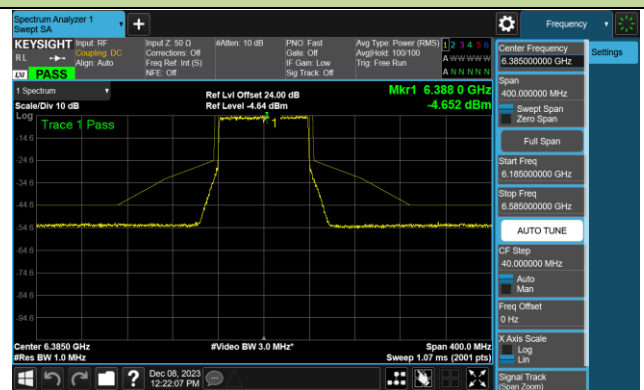 Spectrum Analyzer 1
Swept SA
Frequency
KEYSIGHT
RL
LXI
PASS
Input: RF
Coupling: DC
Align: Auto
Input Z: 50 Ω
Corrections: Off
Freq Ref: Int (S)
NFE: Off
#Atten: 10 dB
PNO: Fast
Gate: Off
IF Gain: Low
Sig Track: Off
Avg Type: Power (RMS)
Avg|Hold: 100/100
Trig: Free Run
1 2 3 4 5 6
A W W W W W
A N N N N N
1 Spectrum
Scale/Div 10 dB
Ref Lvl Offset 24.00 dB
Ref Level -4.64 dBm
Mkr1 6.388 0 GHz
-4.652 dBm
Log
Trace 1 Pass
1
-14.6
-24.6
-34.6
-44.6
-54.6
-64.6
-74.6
-84.6
-94.6
Center 6.3850 GHz
#Res BW 1.0 MHz
#Video BW 3.0 MHz*
Span 400.0 MHz
Sweep 1.07 ms (2001 pts)
Center Frequency
6.385000000 GHz
Settings
Span
400.000000 MHz
Swept Span
Zero Span
Full Span
Start Freq
6.185000000 GHz
Stop Freq
6.585000000 GHz
AUTO TUNE
CF Step
40.000000 MHz
Auto
Man
Freq Offset
0 Hz
X Axis Scale
Log
Lin
Signal Track
(Span Zoom)
?
Dec 08, 2023
12:22:07 PM